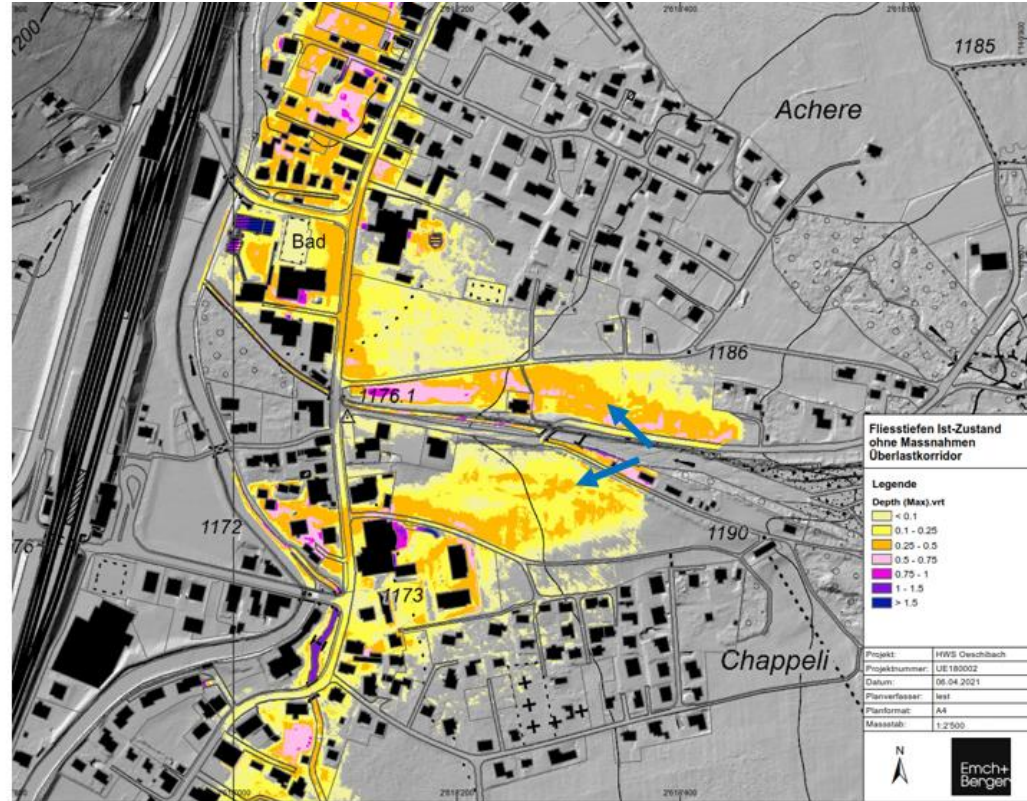 1200
1185
Achere
Bad
1186
1176.1
1172
1190
1173
Chappeli
Fliesstiefen Ist-Zustand
ohne Massnahmen
Überlastkorridor
Legende
Depth (Max).vrt
< 0.1
0.1 - 0.25
0.25 - 0.5
0.5 - 0.75
0.75 - 1
1 - 1.5
> 1.5
Projekt: HWS Oeschibach
Projektnummer: UE180002
Datum: 06.04.2021
Planverfasser: lest
Planformat: A4
Massstab: 1:2'500
N
Emch+
Berger